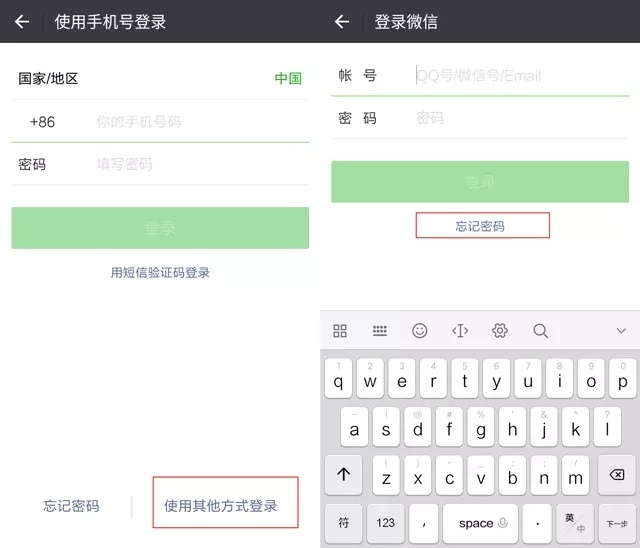 使用手机号登录
国家/地区 中国
+86 你的手机号码
密码 填写密码
登录
用短信验证码登录
忘记密码 使用其他方式登录
登录微信
帐 号 QQ号/微信号/Email
密 码 密码
登录
忘记密码
1 2 3 4 5 6 7 8 9 0
q w e r t y u i o p
~ ! @ # % ' & * ?
a s d f g h j k l
( ) - _ : ; /
z x c v b n m
符 123 , space . 英/中 下一步